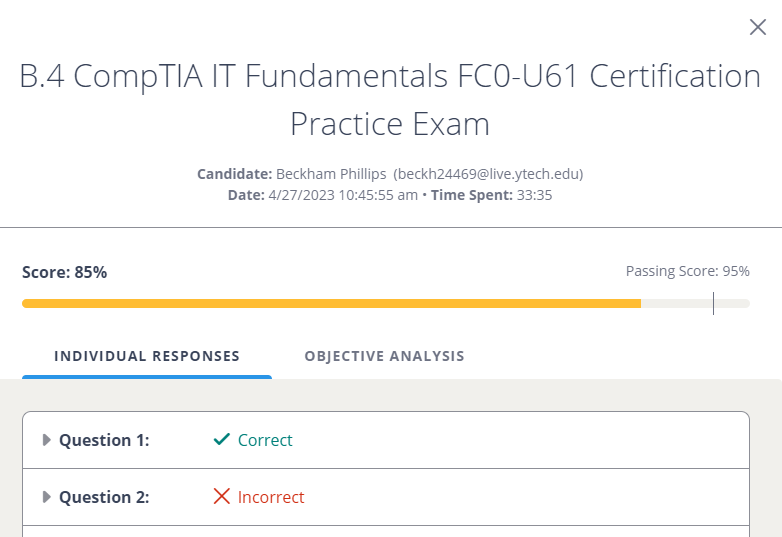 B.4 CompTIA IT Fundamentals FC0-U61 Certification
Practice Exam
Candidate: Beckham Phillips (beckh24469@live.ytech.edu)
Date: 4/27/2023 10:45:55 am • Time Spent: 33:35
Score: 85%
Passing Score: 95%
INDIVIDUAL RESPONSES
OBJECTIVE ANALYSIS
Question 1: Correct
Question 2: Incorrect